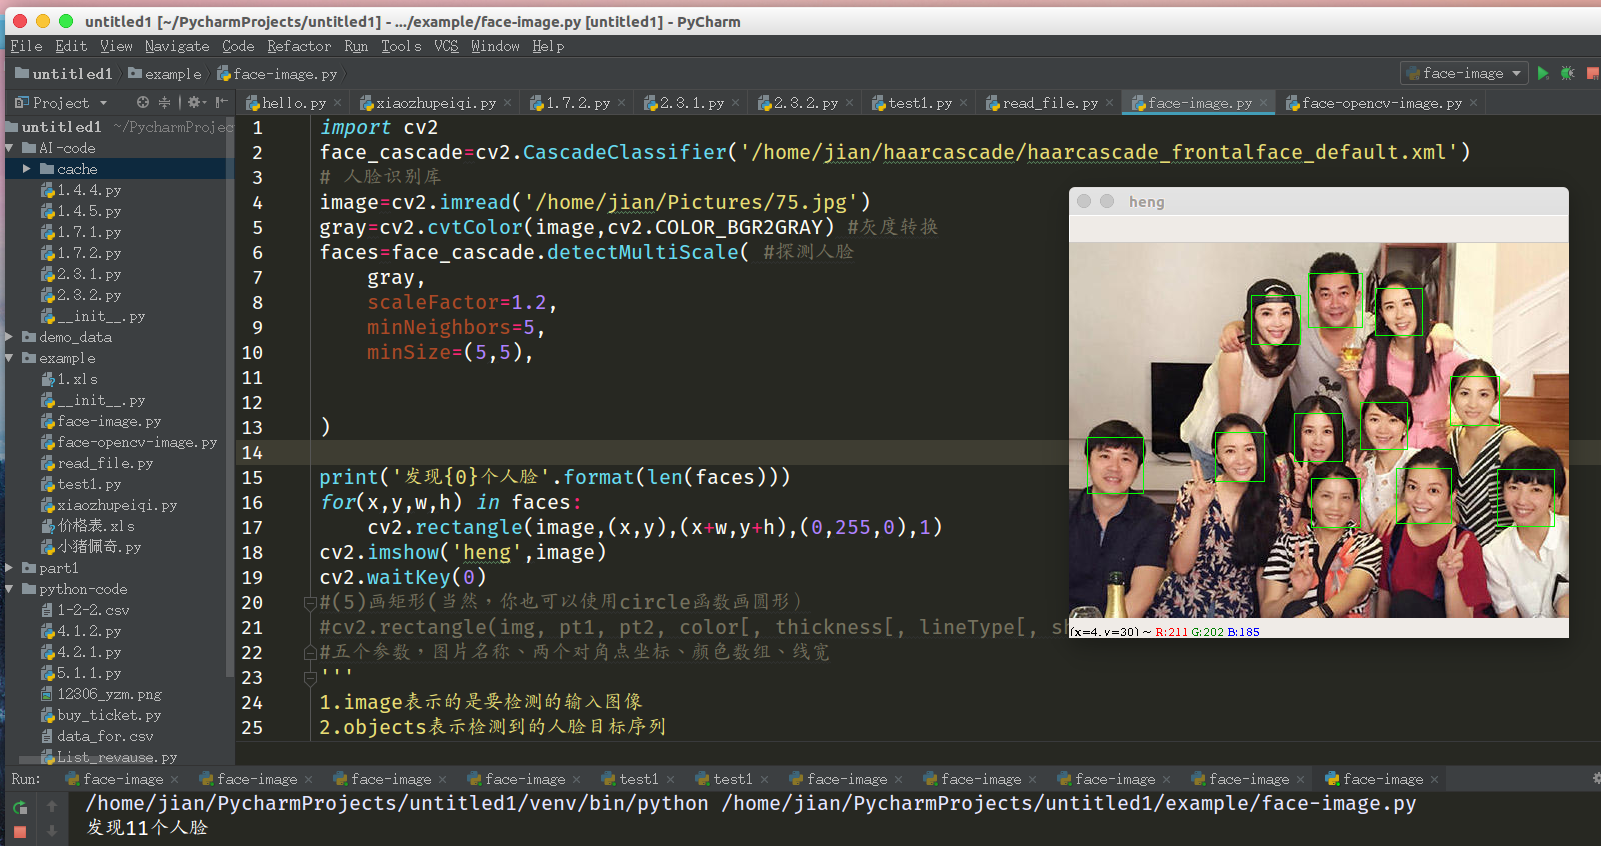 untitled1 [~/PycharmProjects/untitled1] - .../example/face-image.py [untitled1] - PyCharm
File Edit View Navigate Code Refactor Run Tools VCS Window Help
untitled1 example face-image.py
face-image
Project
hello.py xiaozhupeiqi.py 1.7.2.py 2.3.1.py 2.3.2.py test1.py read_file.py face-image.py face-opencv-image.py
untitled1 ~/PycharmProjec
AI-code
cache
1.4.4.py
1.4.5.py
1.7.1.py
1.7.2.py
2.3.1.py
2.3.2.py
__init__.py
demo_data
example
1.xls
__init__.py
face-image.py
face-opencv-image.py
read_file.py
test1.py
xiaozhupeiqi.py
价格表.xls
小猪佩奇.py
part1
python-code
1-2-2.csv
4.1.2.py
4.2.1.py
5.1.1.py
12306_yzm.png
buy_ticket.py
data_for.csv
List_revause.py
1 import cv2
2 face_cascade=cv2.CascadeClassifier('/home/jian/haarcascade/haarcascade_frontalface_default.xml')
3 # 人脸识别库
4 image=cv2.imread('/home/jian/Pictures/75.jpg')
5 gray=cv2.cvtColor(image,cv2.COLOR_BGR2GRAY) #灰度转换
6 faces=face_cascade.detectMultiScale( #探测人脸
7 gray,
8 scaleFactor=1.2,
9 minNeighbors=5,
10 minSize=(5,5),
11
12
13 )
14
15 print('发现{0}个人脸'.format(len(faces)))
16 for(x,y,w,h) in faces:
17 cv2.rectangle(image,(x,y),(x+w,y+h),(0,255,0),1)
18 cv2.imshow('heng',image)
19 cv2.waitKey(0)
20 #(5)画矩形(当然，你也可以使用circle函数画圆形）
21 #cv2.rectangle(img, pt1, pt2, color[, thickness[, lineType[, sh
22 #五个参数，图片名称、两个对角点坐标、颜色数组、线宽
23 '''
24 1.image表示的是要检测的输入图像
25 2.objects表示检测到的人脸目标序列
heng
(x=4, y=30) ~ R:211 G:202 B:185
Run: face-image face-image face-image face-image test1 test1 face-image face-image face-image face-image face-image
/home/jian/PycharmProjects/untitled1/venv/bin/python /home/jian/PycharmProjects/untitled1/example/face-image.py
发现11个人脸